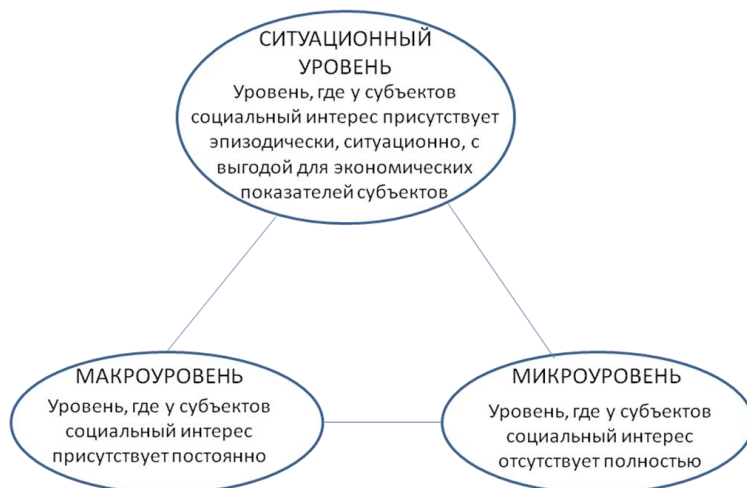 СИТУАЦИОННЫЙ
УРОВЕНЬ
Уровень, где у субъектов
социальный интерес присутствует
эпизодически, ситуационно, с
выгодой для экономических
показателей субъектов
МАКРОУРОВЕНЬ
Уровень, где у субъектов
социальный интерес
присутствует постоянно
МИКРОУРОВЕНЬ
Уровень, где у субъектов
социальный интерес
отсутствует полностью